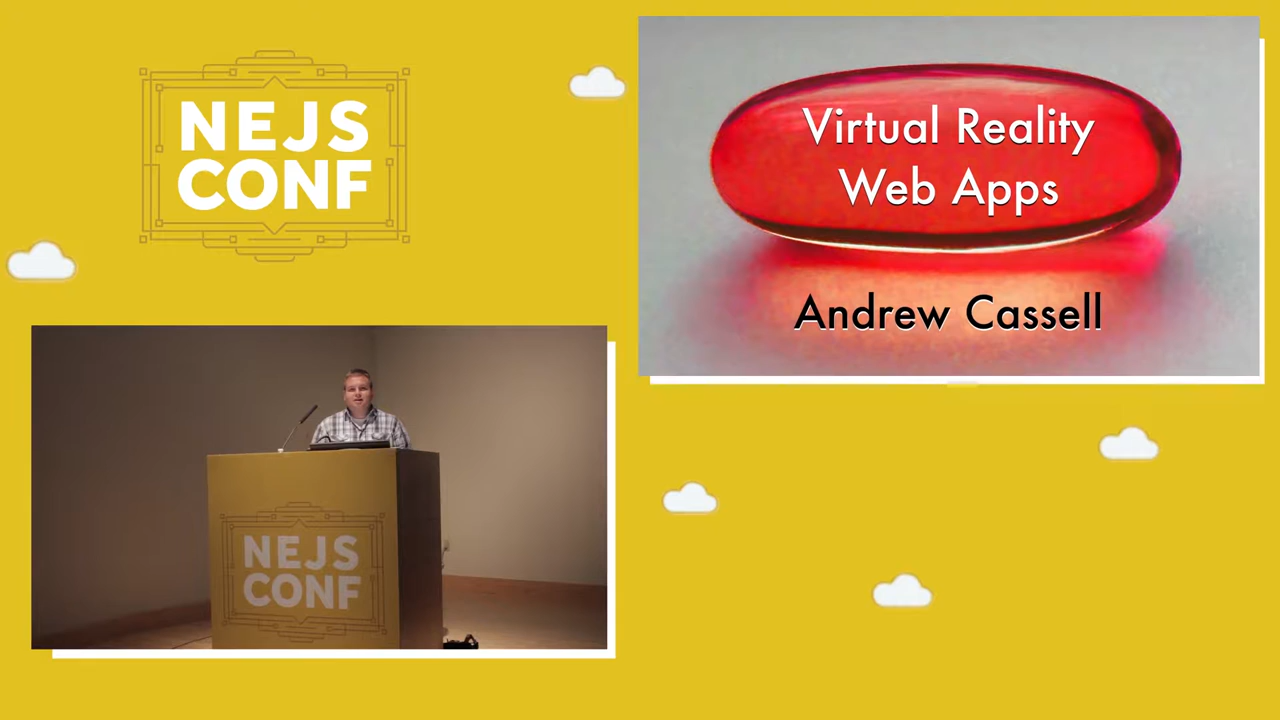 NEJS
CONF
Virtual Reality
Web Apps
Andrew Cassell
NEJS
CONF